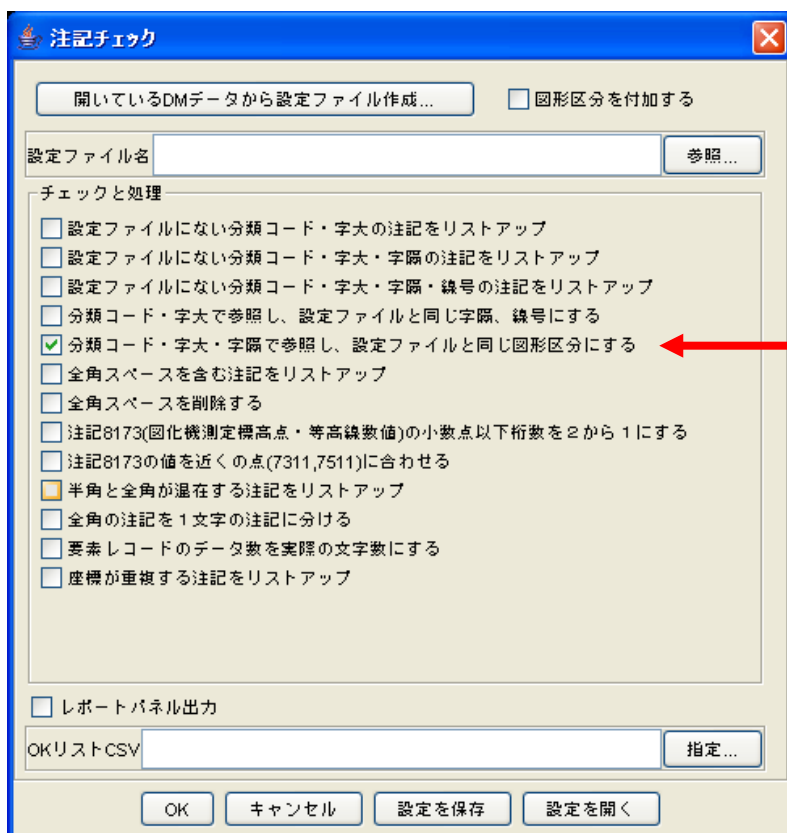 注記チェック
開いているDMデータから設定ファイル作成... 図形区分を付加する
設定ファイル名 参照...
チェックと処理
設定ファイルにない分類コード・字大の注記をリストアップ
設定ファイルにない分類コード・字大・字隔の注記をリストアップ
設定ファイルにない分類コード・字大・字隔・線号の注記をリストアップ
分類コード・字大で参照し、設定ファイルと同じ字隔、線号にする
分類コード・字大・字隔で参照し、設定ファイルと同じ図形区分にする
全角スペースを含む注記をリストアップ
全角スペースを削除する
注記8173(図化機測定標高点・等高線数値)の小数点以下桁数を２から１にする
注記8173の値を近くの点(7311,7511)に合わせる
半角と全角が混在する注記をリストアップ
全角の注記を１文字の注記に分ける
要素レコードのデータ数を実際の文字数にする
座標が重複する注記をリストアップ
レポートパネル出力
OKリストCSV 指定...
OK キャンセル 設定を保存 設定を開く